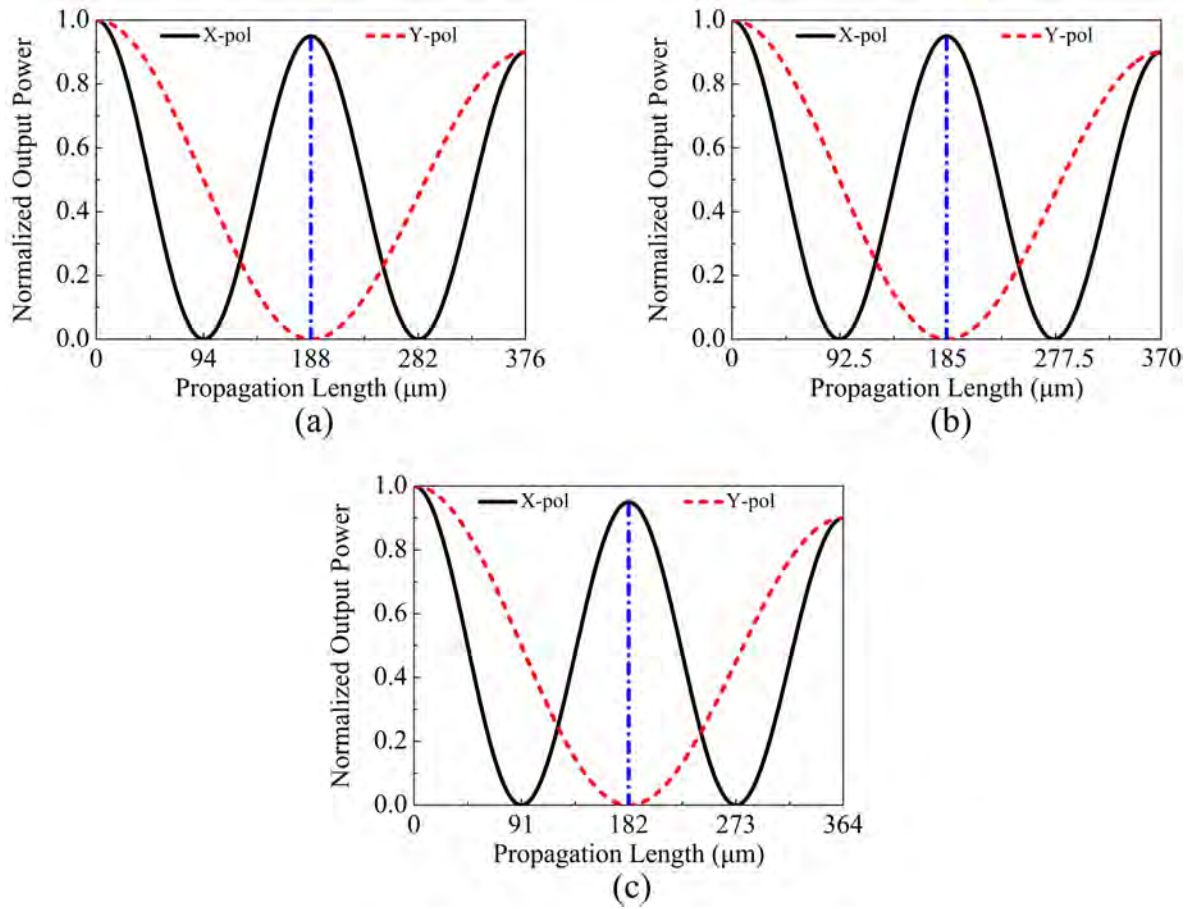 X-pol
Y-pol
Normalized Output Power
1.0
0.8
0.6
0.4
0.2
0.0
0
94
188
282
376
Propagation Length (μm)
(a)
X-pol
Y-pol
Normalized Output Power
1.0
0.8
0.6
0.4
0.2
0.0
0
92.5
185
277.5
370
Propagation Length (μm)
(b)
X-pol
Y-pol
Normalized Output Power
1.0
0.8
0.6
0.4
0.2
0.0
0
91
182
273
364
Propagation Length (μm)
(c)